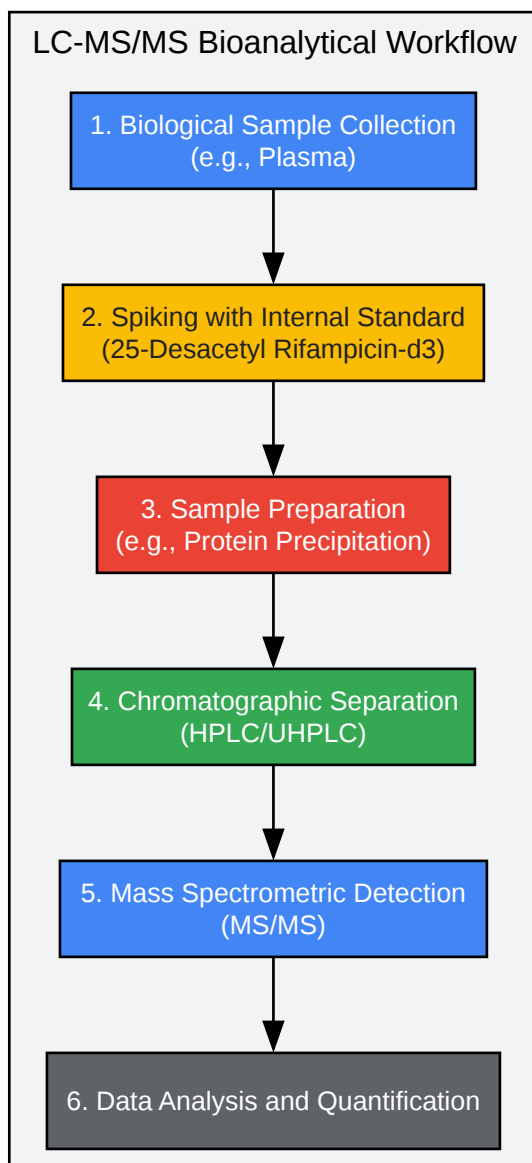 LC-MS/MS Bioanalytical Workflow
1. Biological Sample Collection
(e.g., Plasma)
2. Spiking with Internal Standard
(25-Desacetyl Rifampicin-d3)
3. Sample Preparation
(e.g., Protein Precipitation)
4. Chromatographic Separation
(HPLC/UHPLC)
5. Mass Spectrometric Detection
(MS/MS)
6. Data Analysis and Quantification